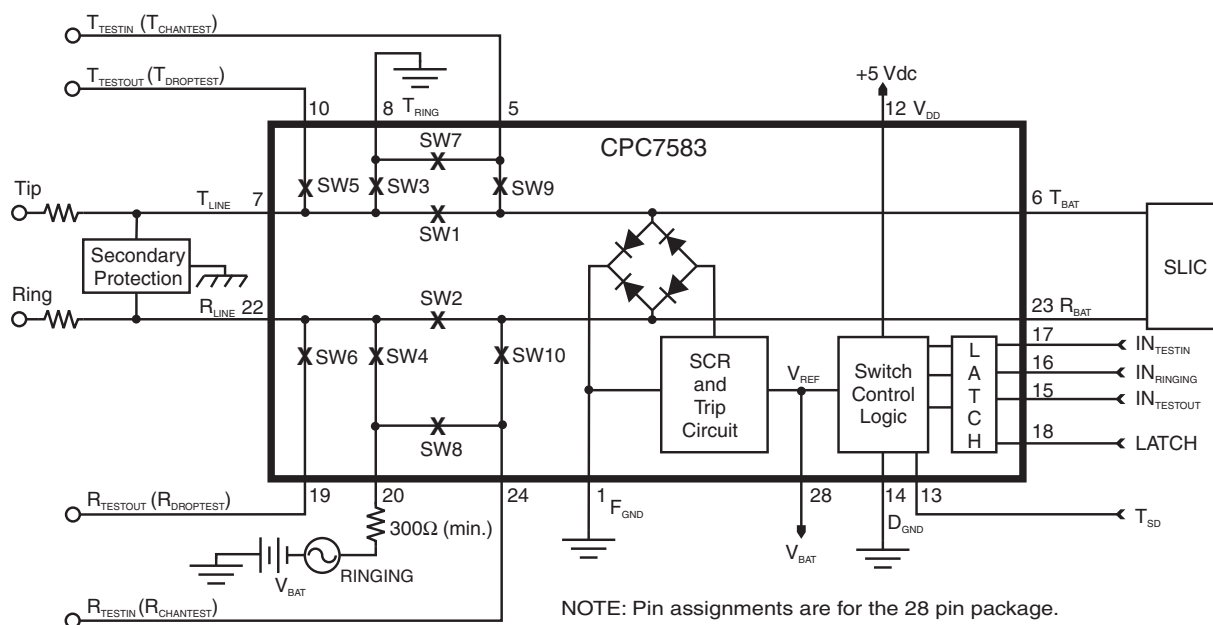 TTESTIN (TCHANTEST)
TTESTOUT (TDROPTEST)
+5 Vdc
10
8
TRING
5
12 VDD
SW7
CPC7583
SW5
SW3
SW9
Tip
TLINE
7
SW1
6 TBAT
Secondary
Protection
SLIC
Ring
RLINE 22
SW2
23 RBAT
SW6
SW4
SW10
SW8
SCR
and
Trip
Circuit
VREF
Switch
Control
Logic
L
A
T
C
H
17
INTESTIN
16
INRINGING
15
INTESTOUT
18
LATCH
19
20
24
1
FGND
28
14
DGND
13
RTESTOUT (RDROPTEST)
300Ω (min.)
TSD
VBAT
RINGING
VBAT
RTESTIN (RCHANTEST)
NOTE: Pin assignments are for the 28 pin package.